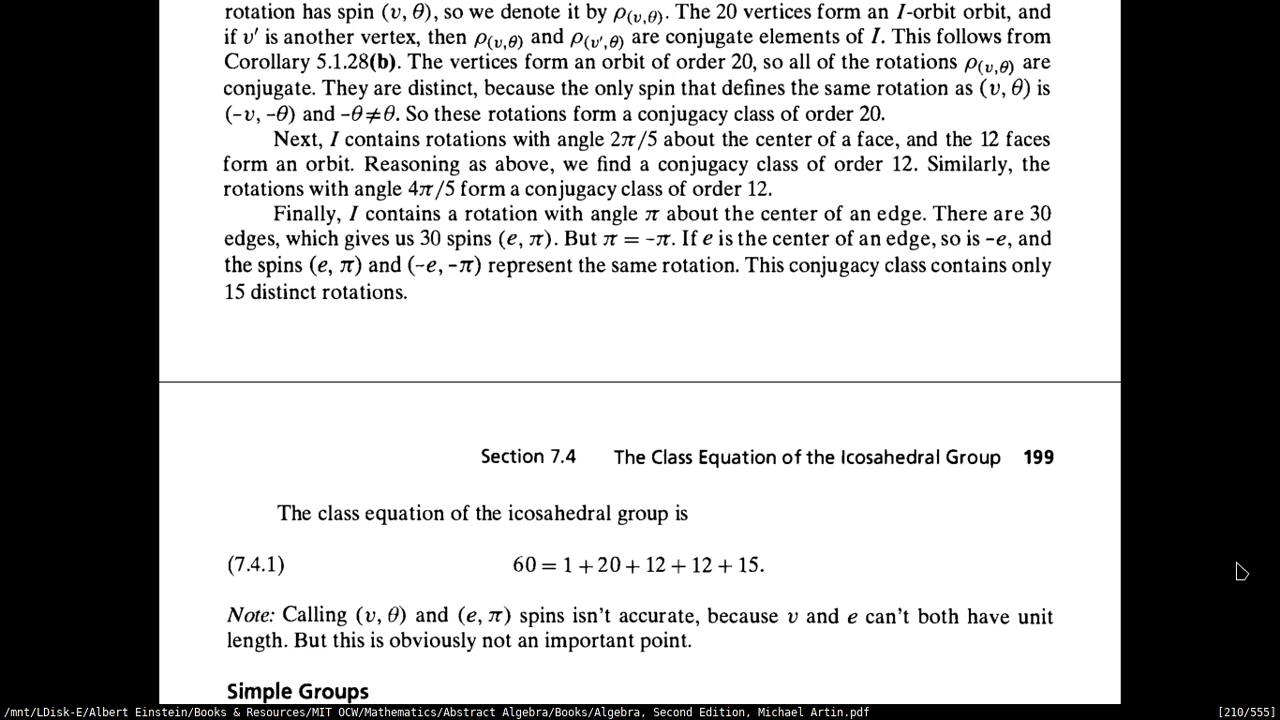 rotation has spin (v, θ), so we denote it by ρ(v,θ). The 20 vertices form an I-orbit orbit, and
if v′ is another vertex, then ρ(v,θ) and ρ(v′,θ) are conjugate elements of I. This follows from
Corollary 5.1.28(b). The vertices form an orbit of order 20, so all of the rotations ρ(v,θ) are
conjugate. They are distinct, because the only spin that defines the same rotation as (v, θ) is
(-v, -θ) and -θ≠θ. So these rotations form a conjugacy class of order 20.
Next, I contains rotations with angle 2π/5 about the center of a face, and the 12 faces
form an orbit. Reasoning as above, we find a conjugacy class of order 12. Similarly, the
rotations with angle 4π/5 form a conjugacy class of order 12.
Finally, I contains a rotation with angle π about the center of an edge. There are 30
edges, which gives us 30 spins (e, π). But π = -π. If e is the center of an edge, so is -e, and
the spins (e, π) and (-e, -π) represent the same rotation. This conjugacy class contains only
15 distinct rotations.
Section 7.4 The Class Equation of the Icosahedral Group 199
The class equation of the icosahedral group is
(7.4.1) 60 = 1 + 20 + 12 + 12 + 15.
Note: Calling (v, θ) and (e, π) spins isn't accurate, because v and e can't both have unit
length. But this is obviously not an important point.
Simple Groups
/mnt/LDisk-E/Albert Einstein/Books & Resources/MIT OCW/Mathematics/Abstract Algebra/Books/Algebra, Second Edition, Michael Artin.pdf [210/555]